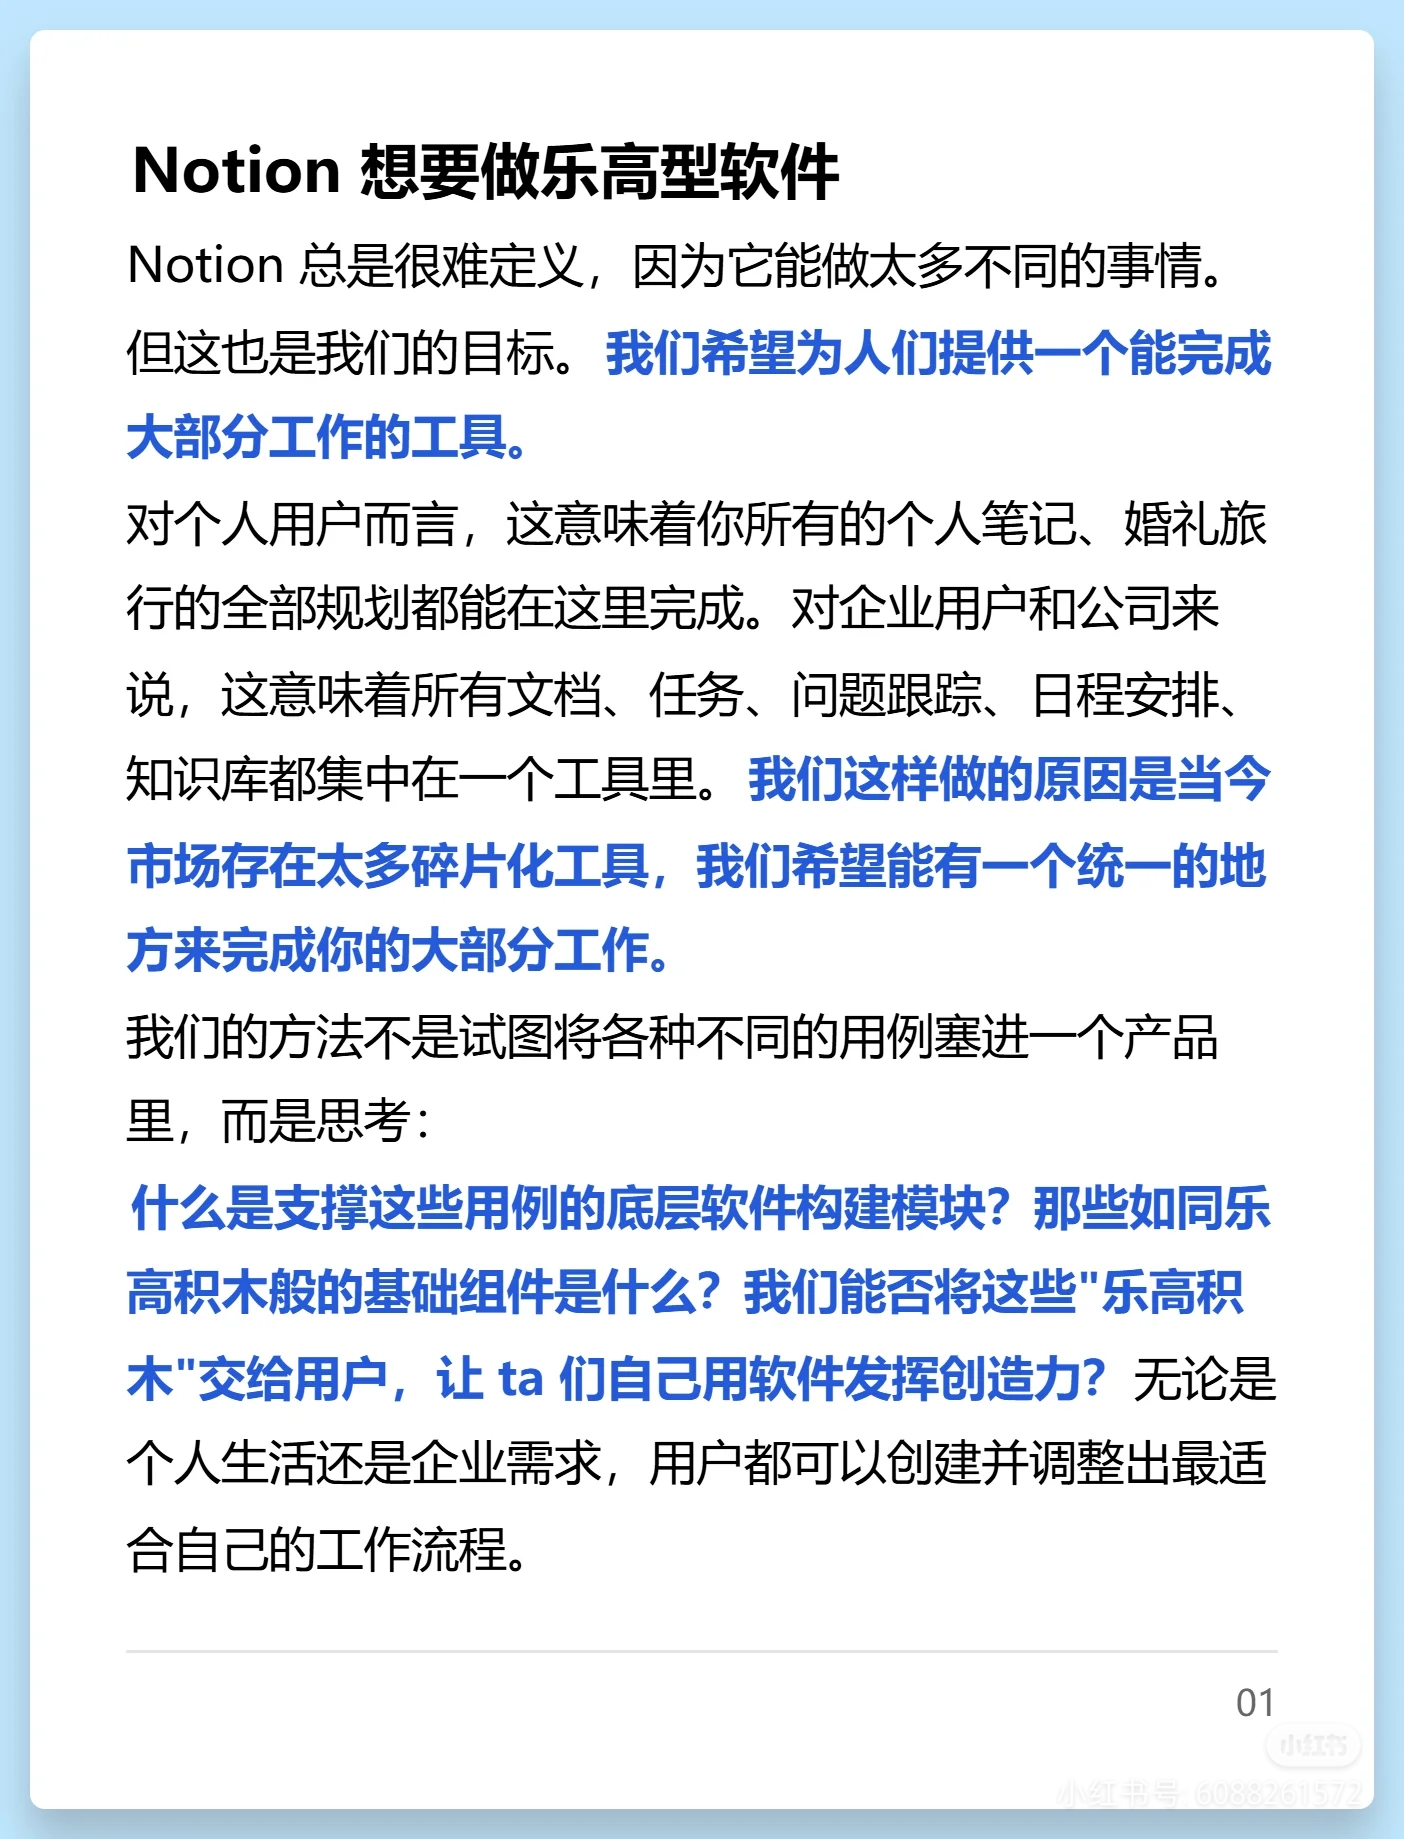 Notion 想要做乐高型软件
Notion 总是很难定义，因为它能做太多不同的事情。
但这也是我们的目标。我们希望为人们提供一个能完成
大部分工作的工具。
对个人用户而言，这意味着你所有的个人笔记、婚礼旅
行的全部规划都能在这里完成。对企业用户和公司来
说，这意味着所有文档、任务、问题跟踪、日程安排、
知识库都集中在一个工具里。我们这样做的原因是当今
市场存在太多碎片化工具，我们希望能有一个统一的地
方来完成你的大部分工作。
我们的方法不是试图将各种不同的用例塞进一个产品
里，而是思考：
什么是支撑这些用例的底层软件构建模块？那些如同乐
高积木般的基础组件是什么？我们能否将这些"乐高积
木"交给用户，让 ta 们自己用软件发挥创造力？无论是
个人生活还是企业需求，用户都可以创建并调整出最适
合自己的工作流程。
01
小红书
小红书号: 6088261572